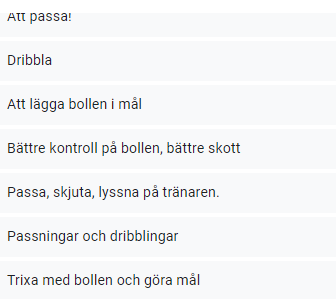 Att passa!
Dribbla
Att lägga bollen i mål
Bättre kontroll på bollen, bättre skott
Passa, skjuta, lyssna på tränaren.
Passningar och dribblingar
Trixa med bollen och göra mål